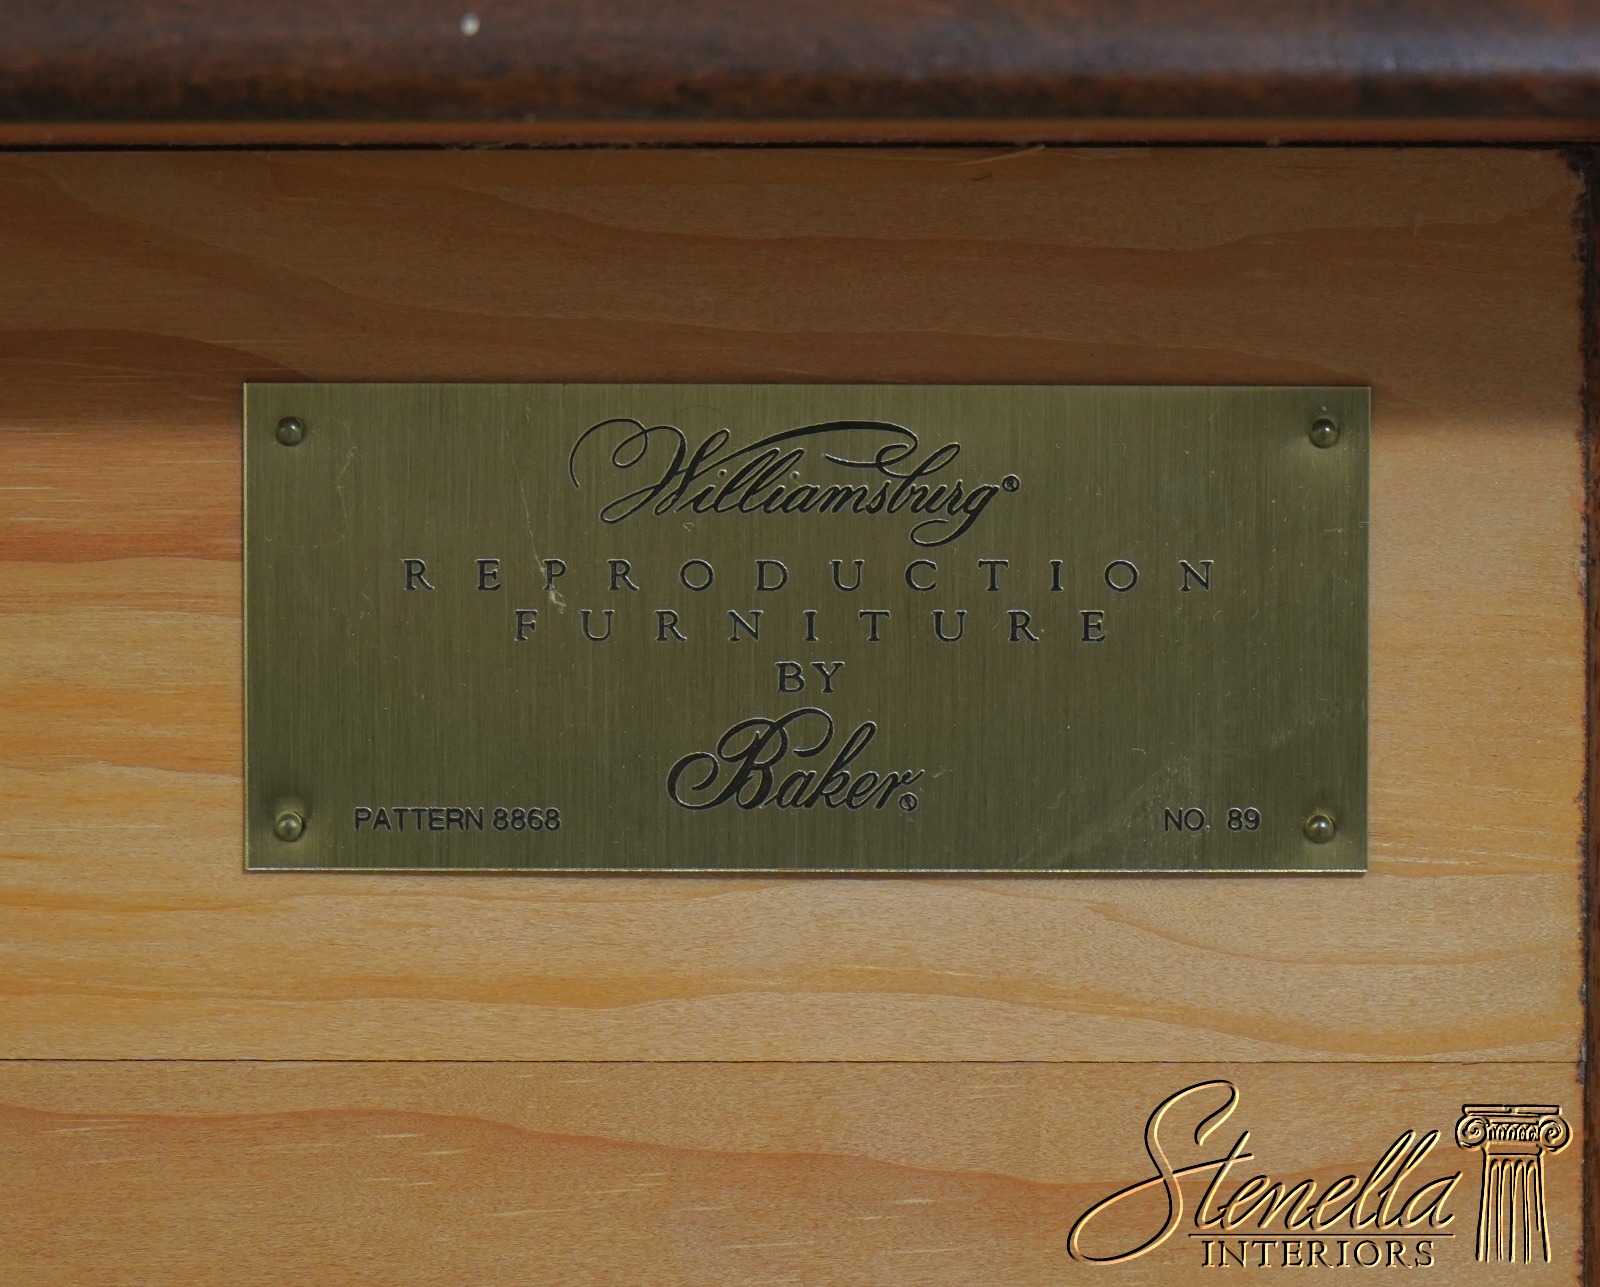 Williamsburg®
REPRODUCTION
FURNITURE
BY
Baker®
PATTERN 8868 NO. 89
Stenella
INTERIORS